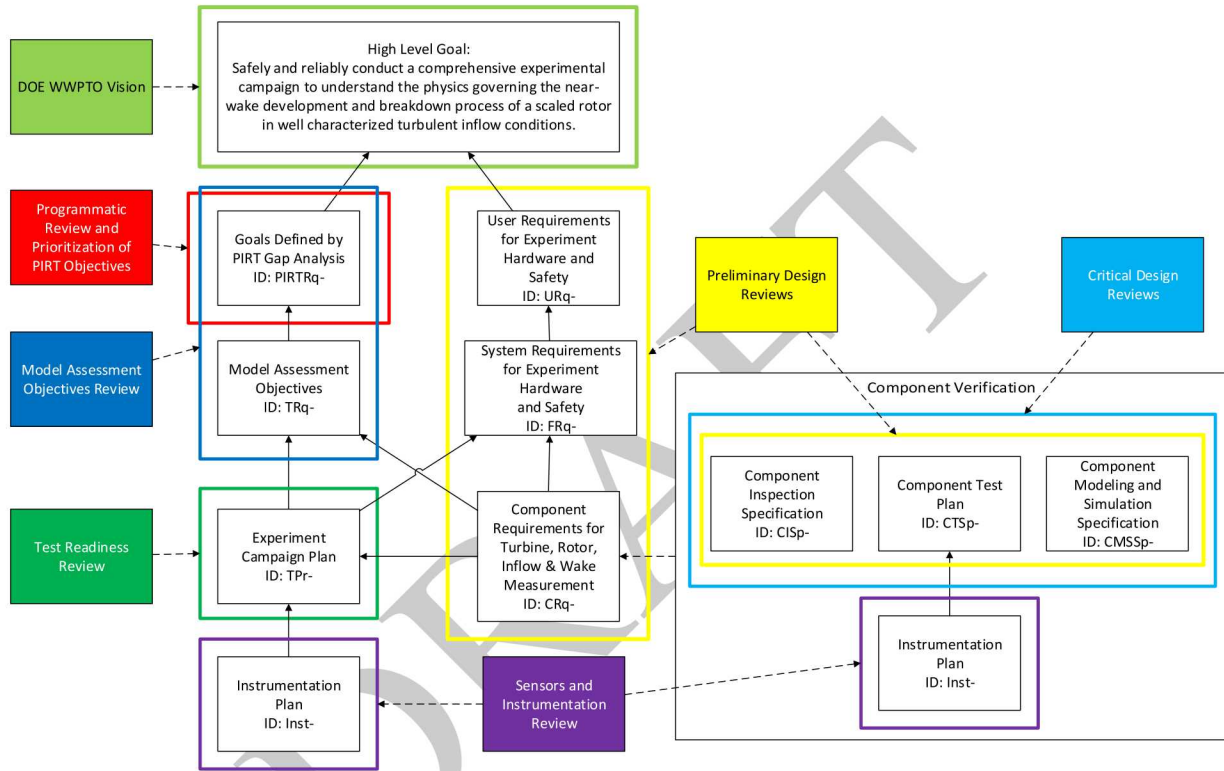 High Level Goal:
Safely and reliably conduct a comprehensive experimental
campaign to understand the physics governing the near-
wake development and breakdown process of a scaled rotor
in well characterized turbulent inflow conditions.
DOE WWPTO Vision
Programmatic
Review and
Prioritization of
PIRT Objectives
Goals Defined by
PIRT Gap Analysis
ID: PIRTRq-
User Requirements
for Experiment
Hardware and
Safety
ID: URq-
Preliminary Design
Reviews
Critical Design
Reviews
Model Assessment
Objectives Review
Model Assessment
Objectives
ID: TRq-
System Requirements
for Experiment
Hardware
and Safety
ID: FRq-
Component Verification
Component
Inspection
Specification
ID: CISp-
Component Test
Plan
ID: CTSp-
Component
Modeling and
Simulation
Specification
ID: CMSSp-
Test Readiness
Review
Experiment
Campaign Plan
ID: TPr-
Component
Requirements for
Turbine, Rotor,
Inflow & Wake
Measurement
ID: CRq-
Instrumentation
Plan
ID: Inst-
Sensors and
Instrumentation
Review
Instrumentation
Plan
ID: Inst-
DRAFT